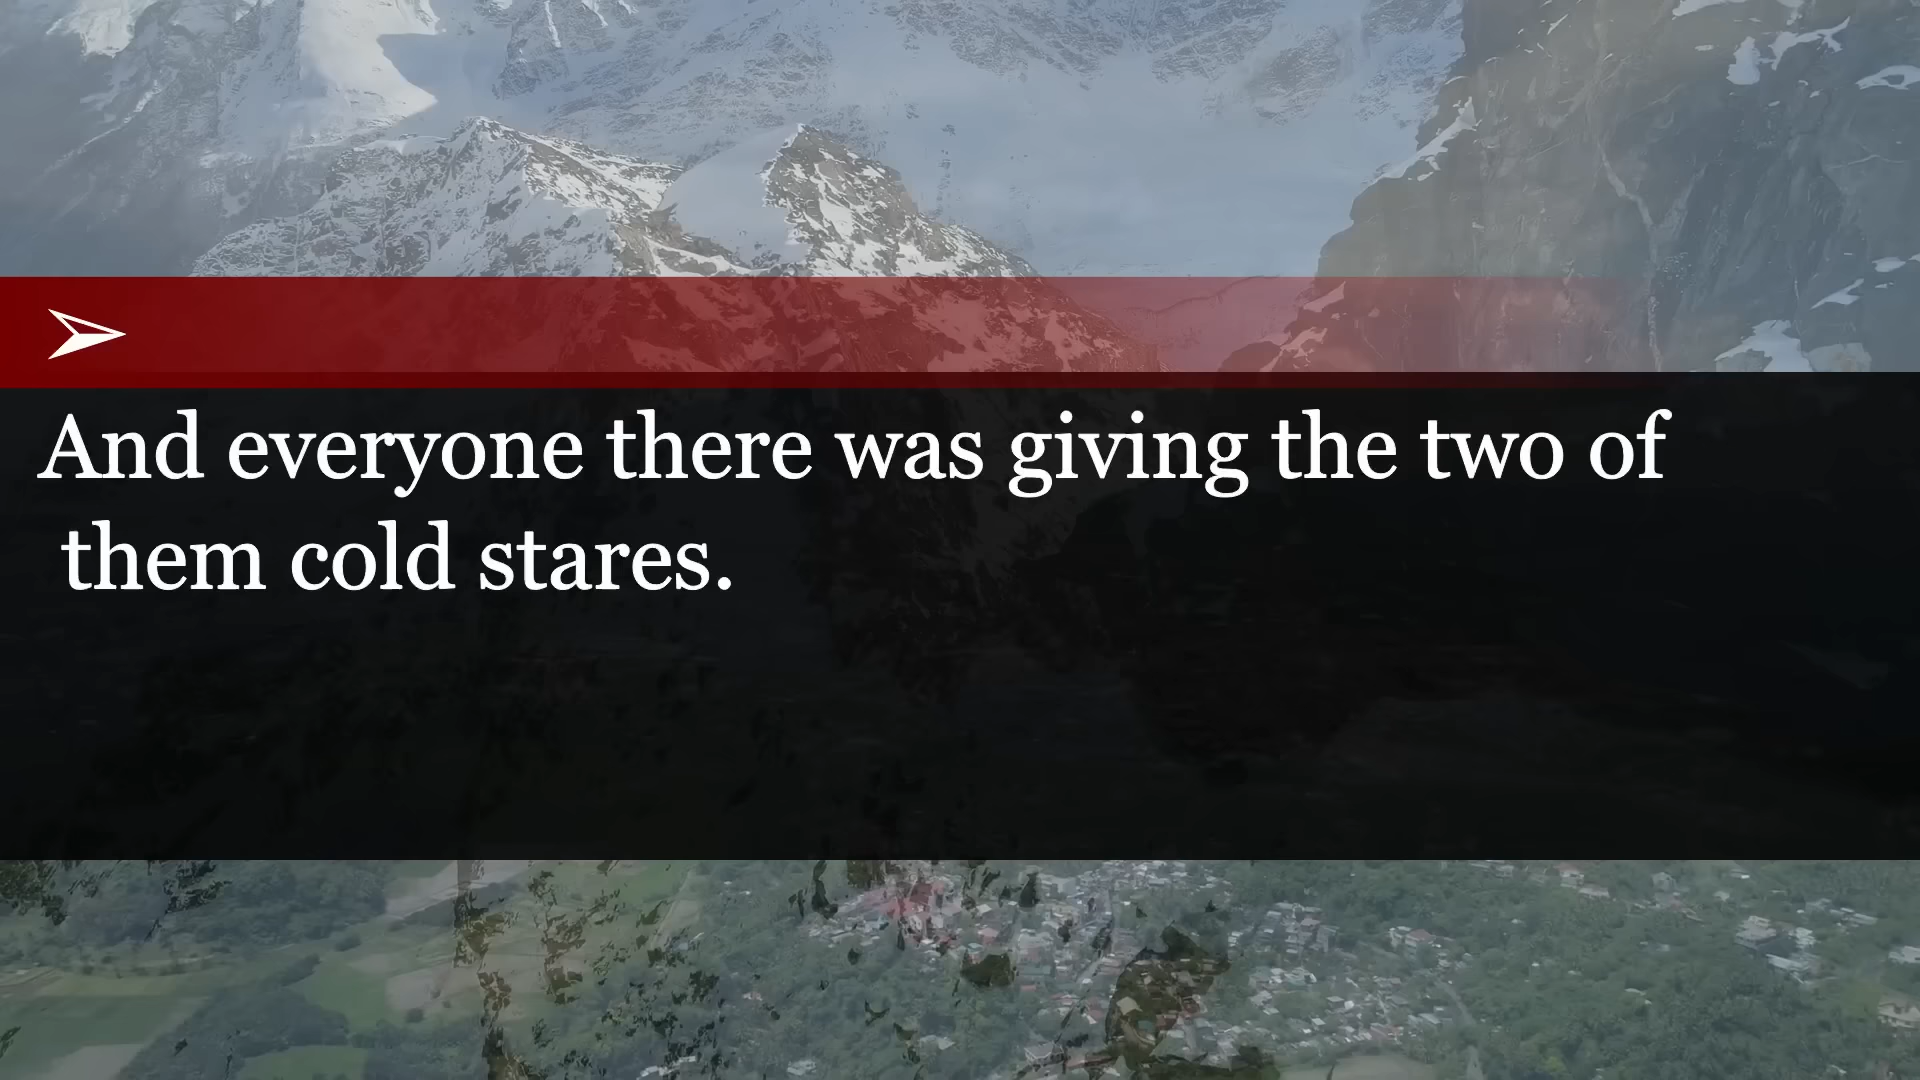 And everyone there was giving the two of
them cold stares.